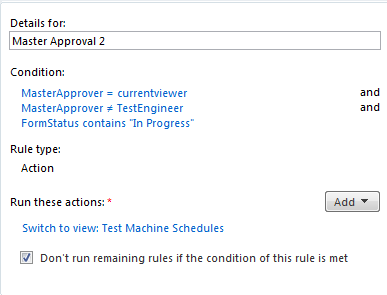 Details for:
Master Approval 2
Condition:
MasterApprover = currentviewer and
MasterApprover ≠ TestEngineer and
FormStatus contains "In Progress"
Rule type:
Action
Run these actions: * Add
Switch to view: Test Machine Schedules
Don't run remaining rules if the condition of this rule is met